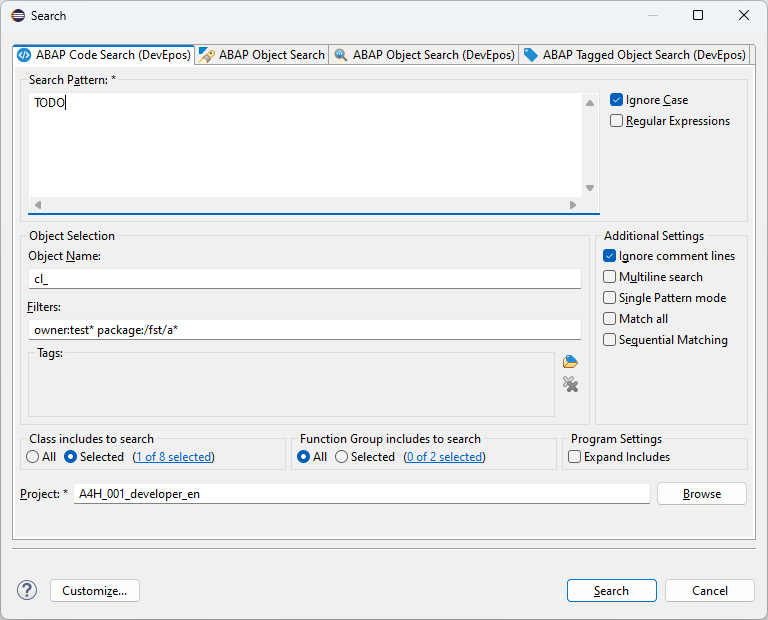 Search
ABAP Code Search (DevEpos) ABAP Object Search ABAP Object Search (DevEpos) ABAP Tagged Object Search (DevEpos)
Search Pattern: *
TODO
Ignore Case
Regular Expressions
Object Selection
Object Name:
cl_
Filters:
owner:test* package:/fst/a*
Tags:
Additional Settings
Ignore comment lines
Multiline search
Single Pattern mode
Match all
Sequential Matching
Class includes to search
All Selected (1 of 8 selected)
Function Group includes to search
All Selected (0 of 2 selected)
Program Settings
Expand Includes
Project: * A4H_001_developer_en Browse
? Customize... Search Cancel